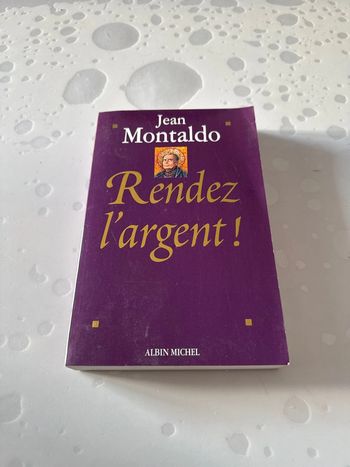 Jean
Montaldo
Rendez
l'argent !
ALBIN MICHEL